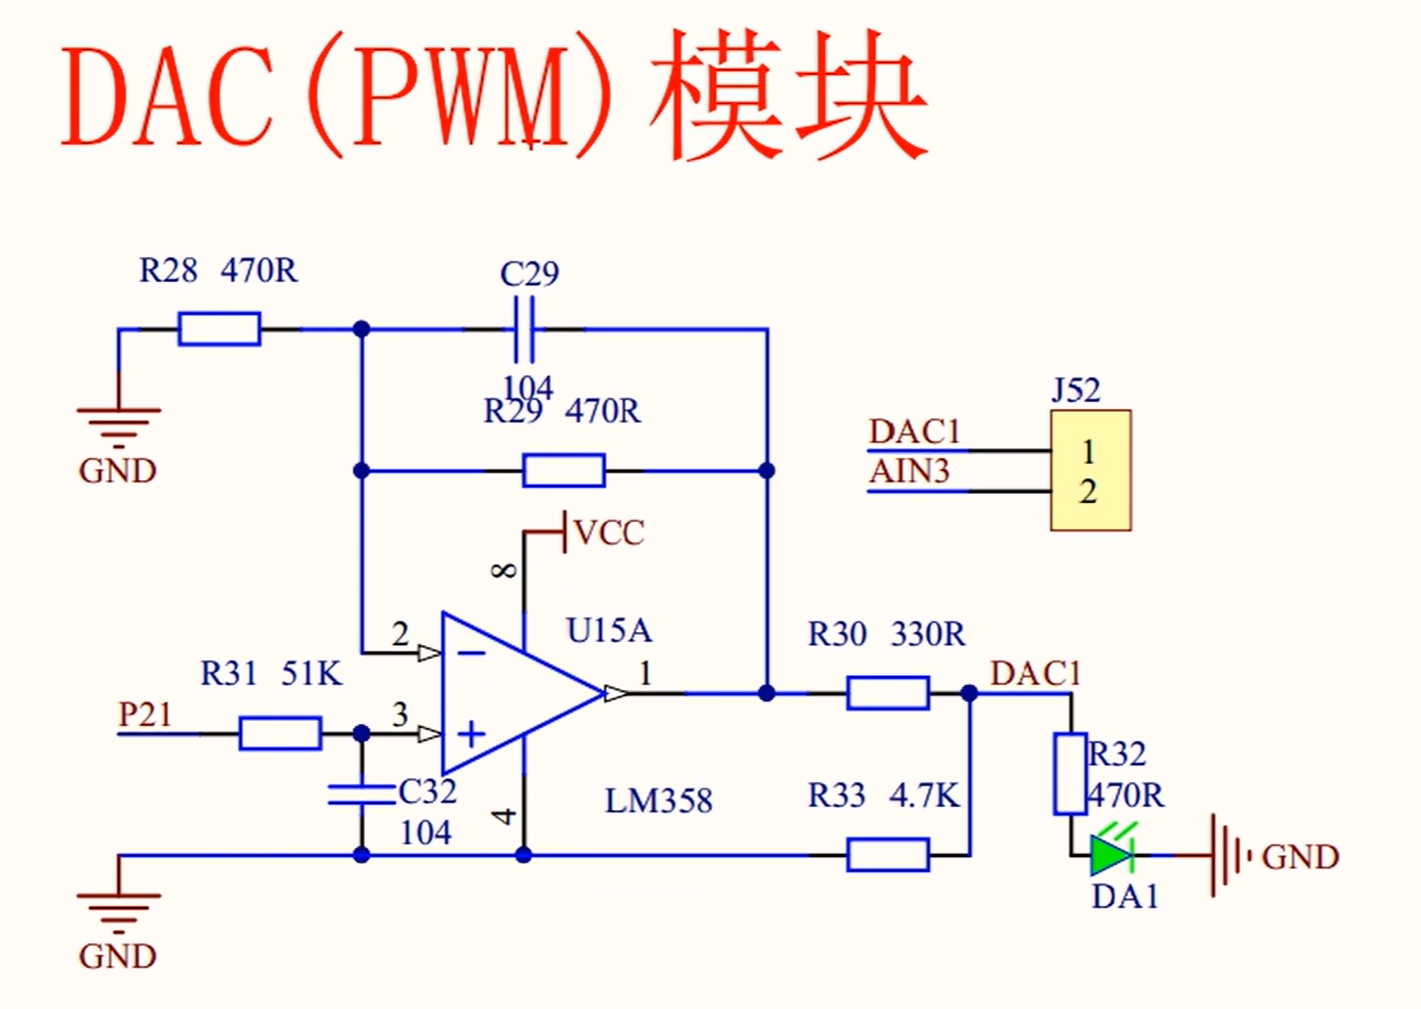 DAC(PWM)模块
R28 470R
C29
104
R29 470R
GND
J52
DAC1
1
AIN3
2
VCC
8
U15A
2
R31 51K
1
R30 330R
DAC1
P21
3
C32
104
4
LM358
R33 4.7K
R32
470R
GND
DA1
GND